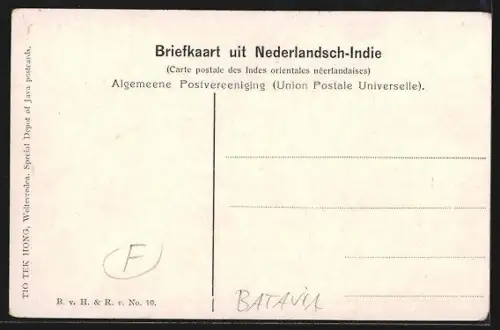 Briefkaart uit Nederlandsch-Indie
(Carte postale des Indes orientales néerlandaises)
Algemeene Postvereeniging (Union Postale Universelle).
TIO TEK HONG, Weltevreden. Special Depot of Java postcards.
F
B. v. H. & R. v. No. 10.
BATAVIA